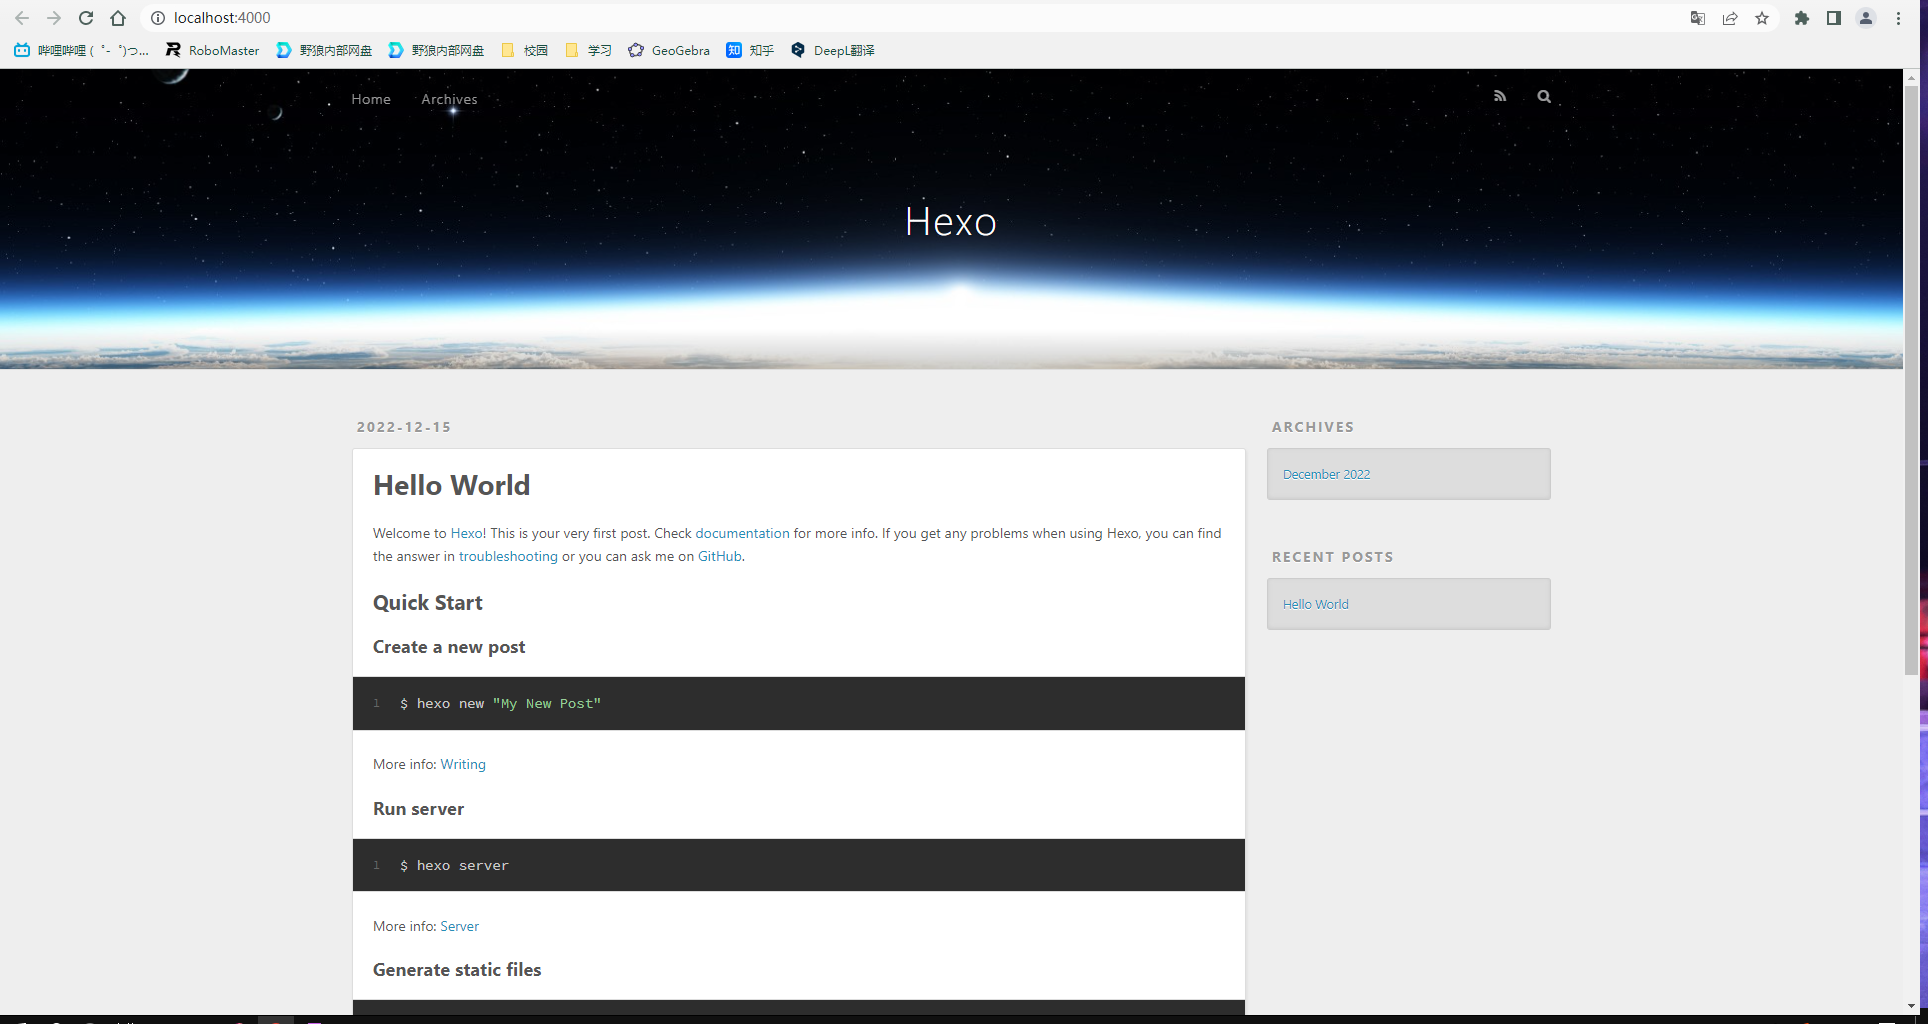 localhost:4000
哔哩哔哩 (゜-゜)つ...
RoboMaster
野狼内部网盘
野狼内部网盘
校园
学习
GeoGebra
知 知乎
DeepL翻译
Home
Archives
Hexo
2022-12-15
Hello World
Welcome to Hexo! This is your very first post. Check documentation for more info. If you get any problems when using Hexo, you can find
the answer in troubleshooting or you can ask me on GitHub.
Quick Start
Create a new post
1 $ hexo new "My New Post"
More info: Writing
Run server
1 $ hexo server
More info: Server
Generate static files
ARCHIVES
December 2022
RECENT POSTS
Hello World